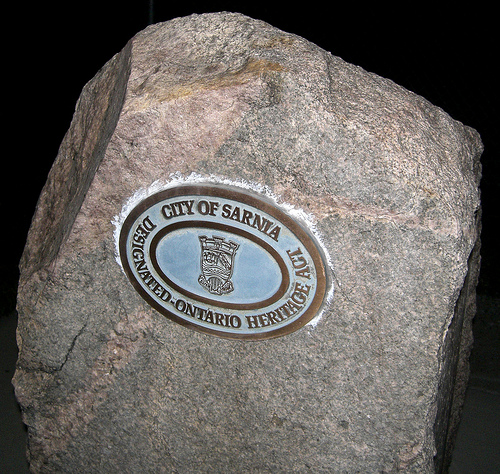 CITY OF SARNIA
DESIGNATED-ONTARIO HERITAGE ACT